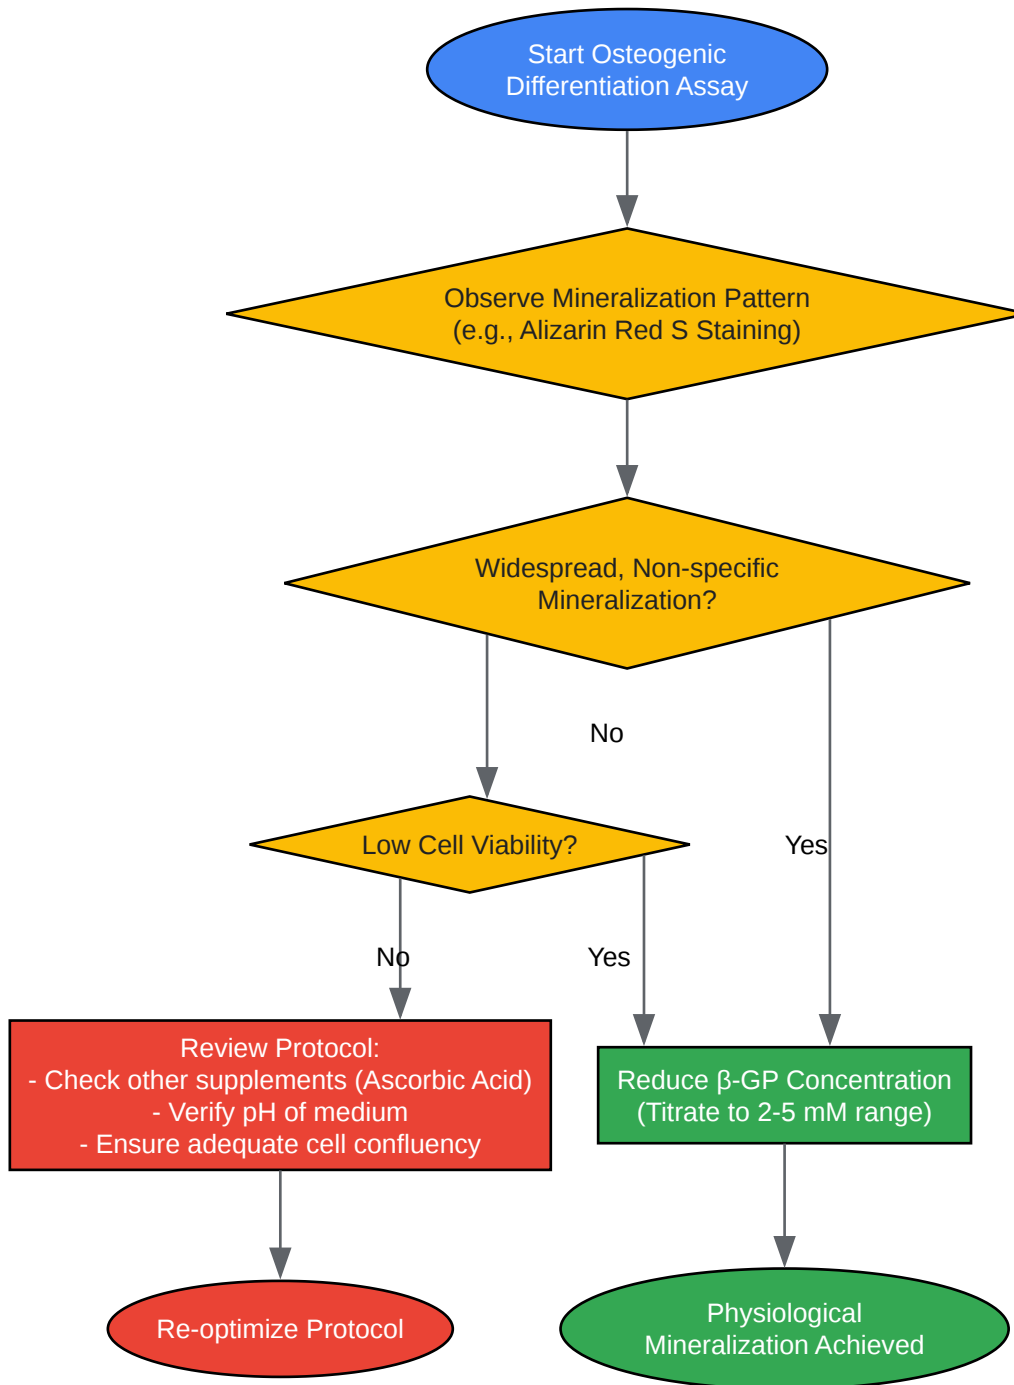 Start Osteogenic
Differentiation Assay
Observe Mineralization Pattern
(e.g., Alizarin Red S Staining)
Widespread, Non-specific
Mineralization?
No
Low Cell Viability?
Yes
No
Yes
Review Protocol:
- Check other supplements (Ascorbic Acid)
- Verify pH of medium
- Ensure adequate cell confluency
Reduce β-GP Concentration
(Titrate to 2-5 mM range)
Re-optimize Protocol
Physiological
Mineralization Achieved